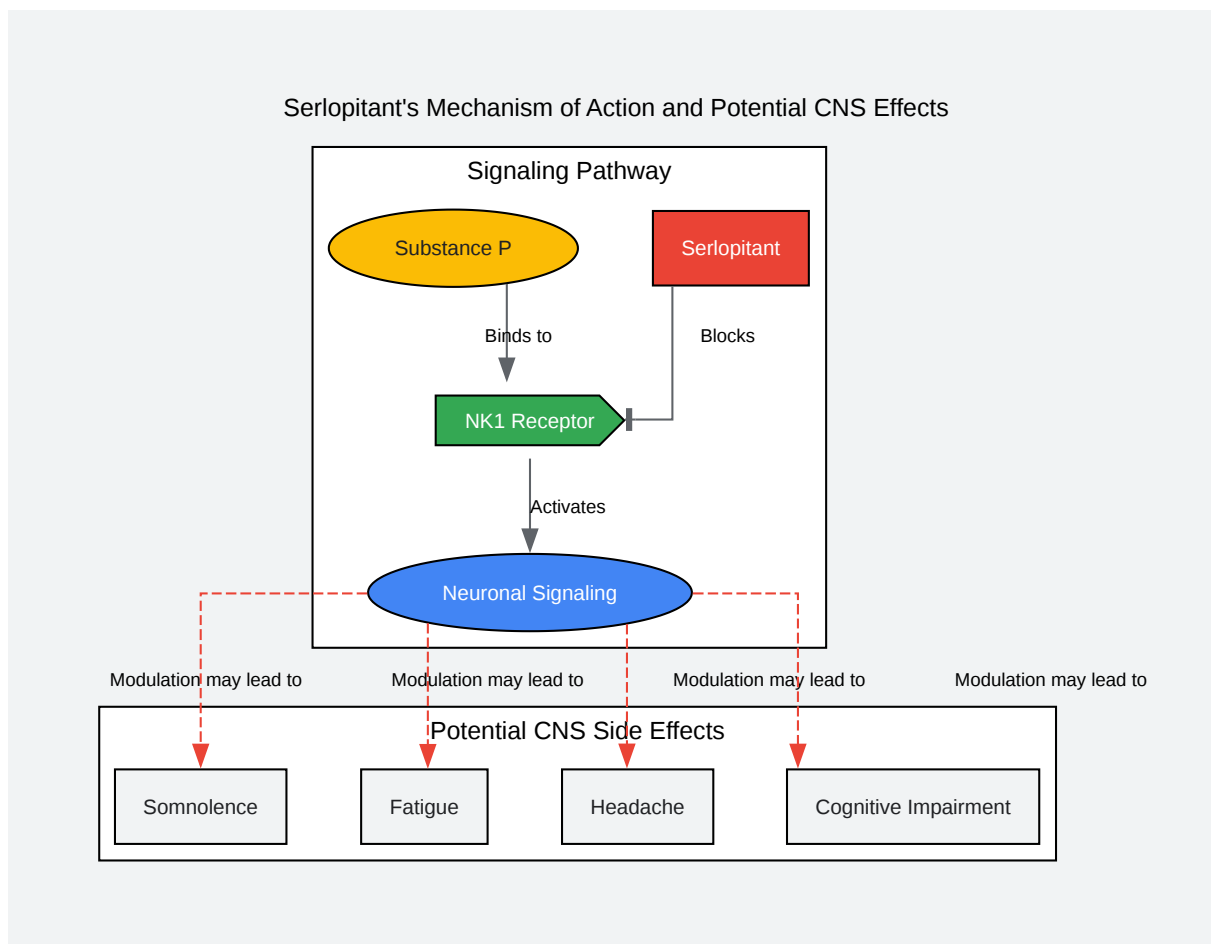 Serlopitant's Mechanism of Action and Potential CNS Effects
Signaling Pathway
Substance P
Serlopitant
Binds to
Blocks
NK1 Receptor
Activates
Neuronal Signaling
Modulation may lead to
Modulation may lead to
Modulation may lead to
Modulation may lead to
Potential CNS Side Effects
Somnolence
Fatigue
Headache
Cognitive Impairment